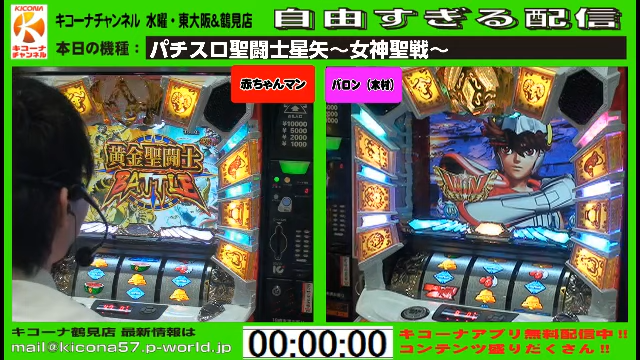 KICONA
キコーナ
チャンネル
キコーナチャンネル 水曜・東大阪&鶴見店
自由すぎる配信
本日の機種:
パチスロ聖闘士星矢～女神聖戦～
赤ちゃんマン
バロン(木村)
黄金聖闘士
BATTLE
¥10000
¥ 5000
¥ 2000
¥ 1000
キコーナ鶴見店 最新情報は
mail@kicona57.p-world.jp
00:00:00
キコーナアプリ無料配信中!!
コンテンツ盛りだくさん!!